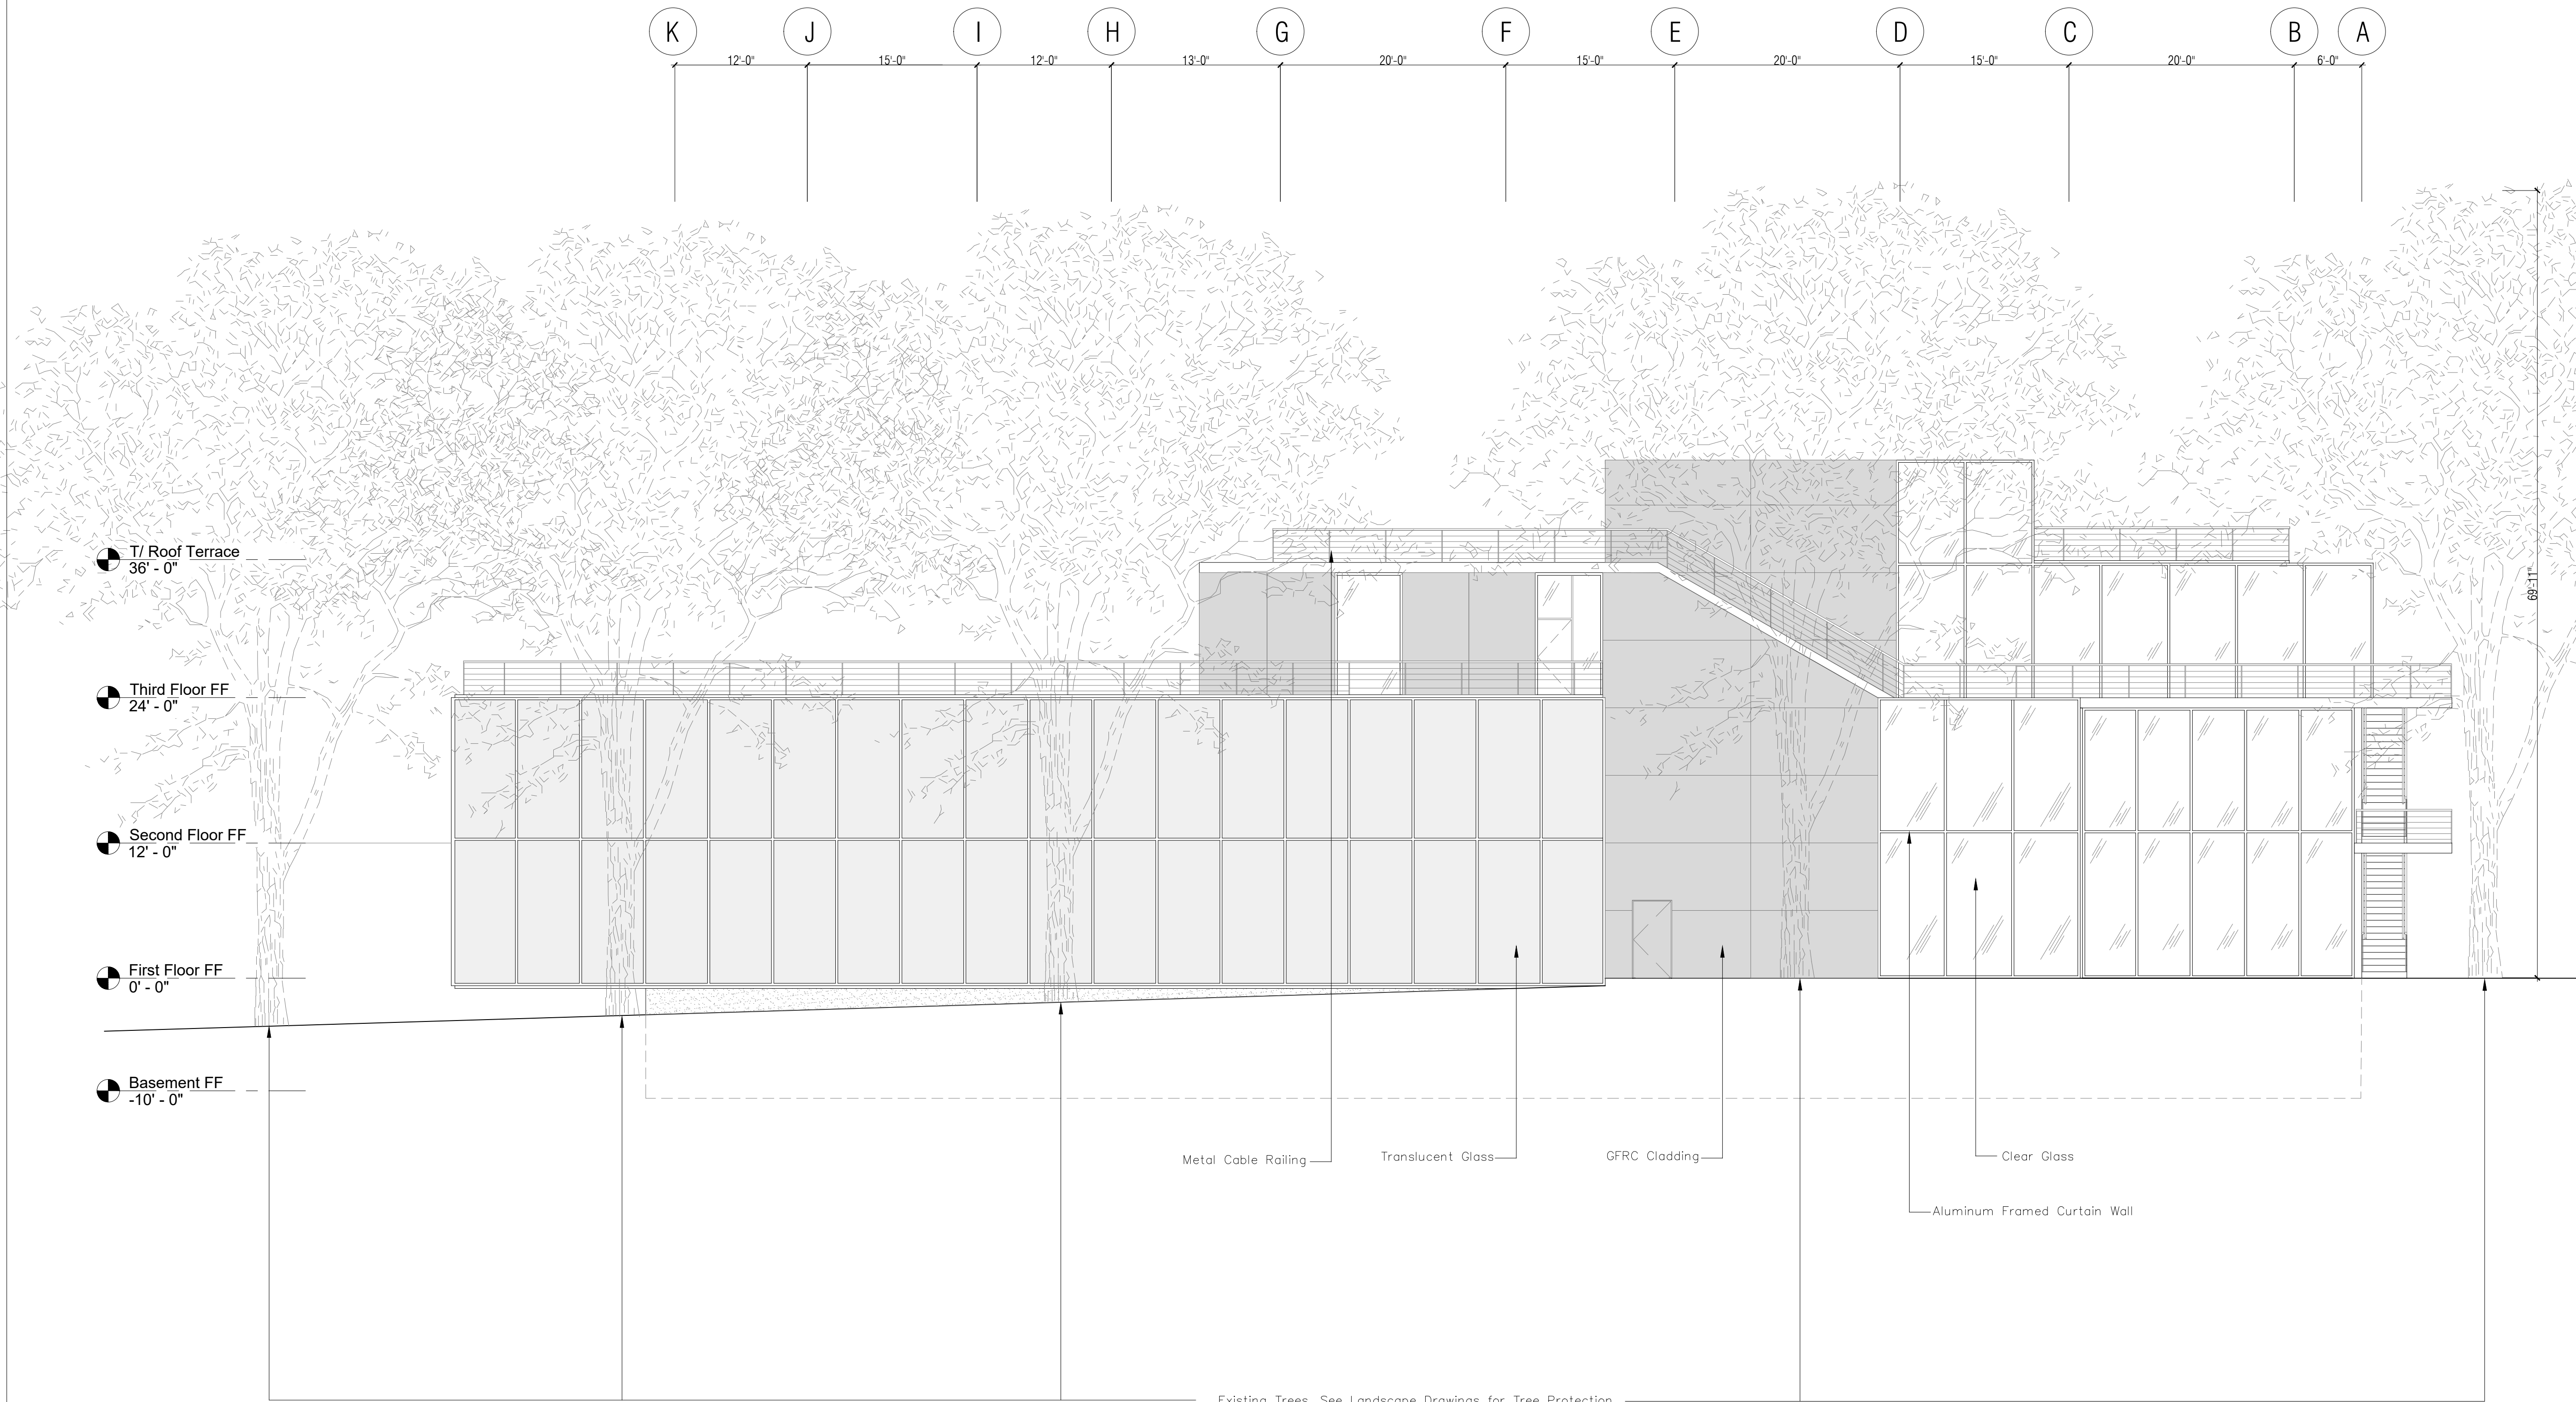 K J I H G F E D C B A
12'-0" 15'-0" 12'-0" 13'-0" 20'-0" 15'-0" 20'-0" 15'-0" 20'-0" 6'-0"
T/ Roof Terrace
36' - 0"
69'-11"
Third Floor FF
24' - 0"
Second Floor FF
12' - 0"
First Floor FF
0' - 0"
Basement FF
-10' - 0"
Metal Cable Railing
Translucent Glass
GFRC Cladding
Clear Glass
Aluminum Framed Curtain Wall
Existing Trees. See Landscape Drawings for Tree Protection